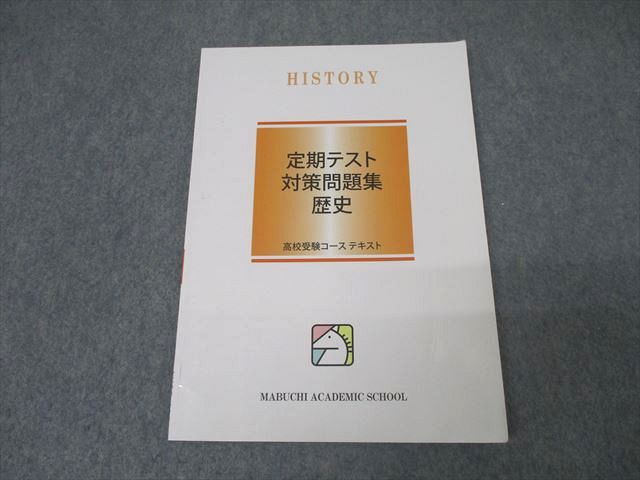 HISTORY
定期テスト
対策問題集
歴史
高校受験コース テキスト
MABUCHI ACADEMIC SCHOOL